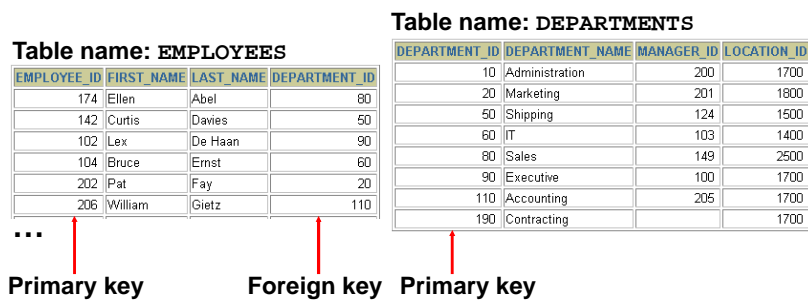 Table name: DEPARTMENTS
Table name: EMPLOYEES
DEPARTMENT_ID DEPARTMENT_NAME MANAGER_ID LOCATION_ID
10 Administration 200 1700
20 Marketing 201 1800
50 Shipping 124 1500
60 IT 103 1400
80 Sales 149 2500
90 Executive 100 1700
110 Accounting 205 1700
190 Contracting 1700
EMPLOYEE_ID FIRST_NAME LAST_NAME DEPARTMENT_ID
174 Ellen Abel 80
142 Curtis Davies 50
102 Lex De Haan 90
104 Bruce Ernst 60
202 Pat Fay 20
206 William Gietz 110
...
Primary key Foreign key Primary key